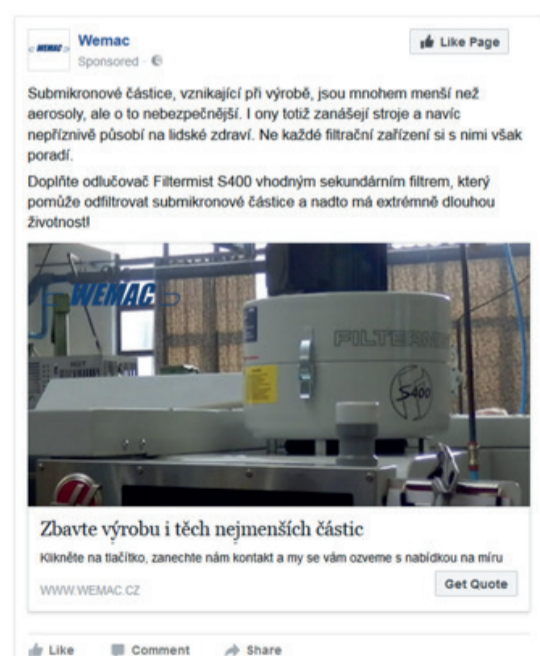 WEMAC
Wemac
Like Page
Sponsored ·
Submikronové částice, vznikající při výrobě, jsou mnohem menší než
aerosoly, ale o to nebezpečnější. I ony totiž zanášejí stroje a navíc
nepříznivě působí na lidské zdraví. Ne každé filtrační zařízení si s nimi však
poradí.
Doplňte odlučovač Filtermist S400 vhodným sekundárním filtrem, který
pomůže odfiltrovat submikronové částice a nadto má extrémně dlouhou
životnost!
WEMAC
FILTERMIS
S400
Zbavte výrobu i těch nejmenších částic
Klikněte na tlačítko, zanechte nám kontakt a my se vám ozveme s nabídkou na míru
WWW.WEMAC.CZ
Get Quote
Like
Comment
Share